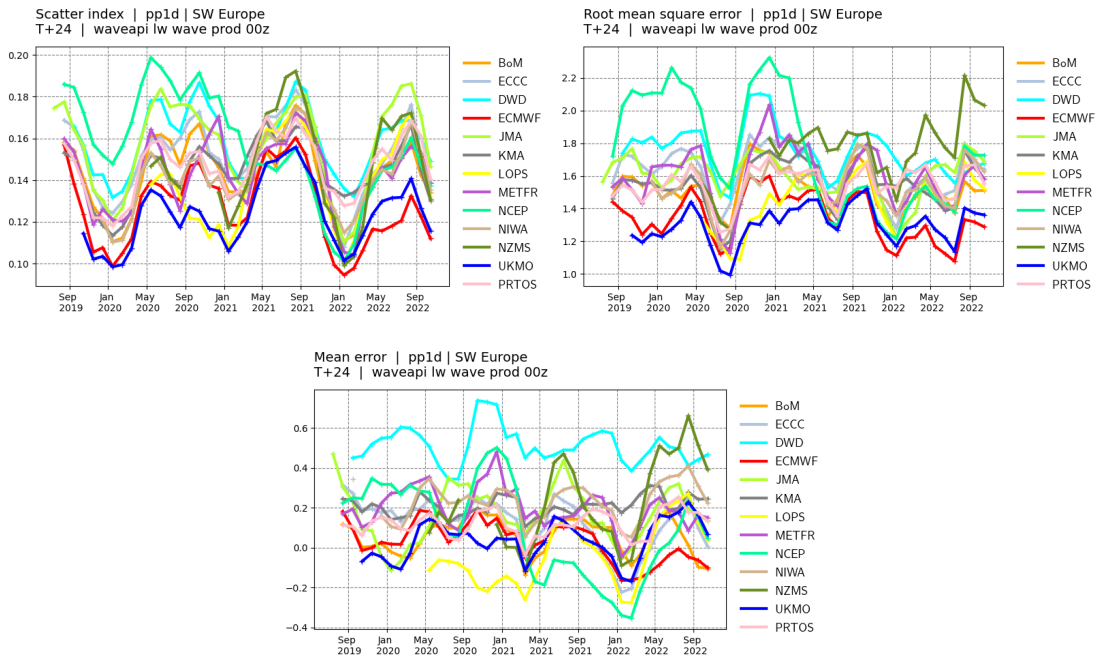 Scatter index | pp1d | SW Europe
T+24 | waveapi lw wave prod 00z
0.20
0.18
0.16
0.14
0.12
0.10
Sep 2019
Jan 2020
May 2020
Sep 2020
Jan 2021
May 2021
Sep 2021
Jan 2022
May 2022
Sep 2022
BoM
ECCC
DWD
ECMWF
JMA
KMA
LOPS
METFR
NCEP
NIWA
NZMS
UKMO
PRTOS
Root mean square error | pp1d | SW Europe
T+24 | waveapi lw wave prod 00z
2.2
2.0
1.8
1.6
1.4
1.2
1.0
Sep 2019
Jan 2020
May 2020
Sep 2020
Jan 2021
May 2021
Sep 2021
Jan 2022
May 2022
Sep 2022
BoM
ECCC
DWD
ECMWF
JMA
KMA
LOPS
METFR
NCEP
NIWA
NZMS
UKMO
PRTOS
Mean error | pp1d | SW Europe
T+24 | waveapi lw wave prod 00z
0.6
0.4
0.2
0.0
−0.2
−0.4
Sep 2019
Jan 2020
May 2020
Sep 2020
Jan 2021
May 2021
Sep 2021
Jan 2022
May 2022
Sep 2022
BoM
ECCC
DWD
ECMWF
JMA
KMA
LOPS
METFR
NCEP
NIWA
NZMS
UKMO
PRTOS